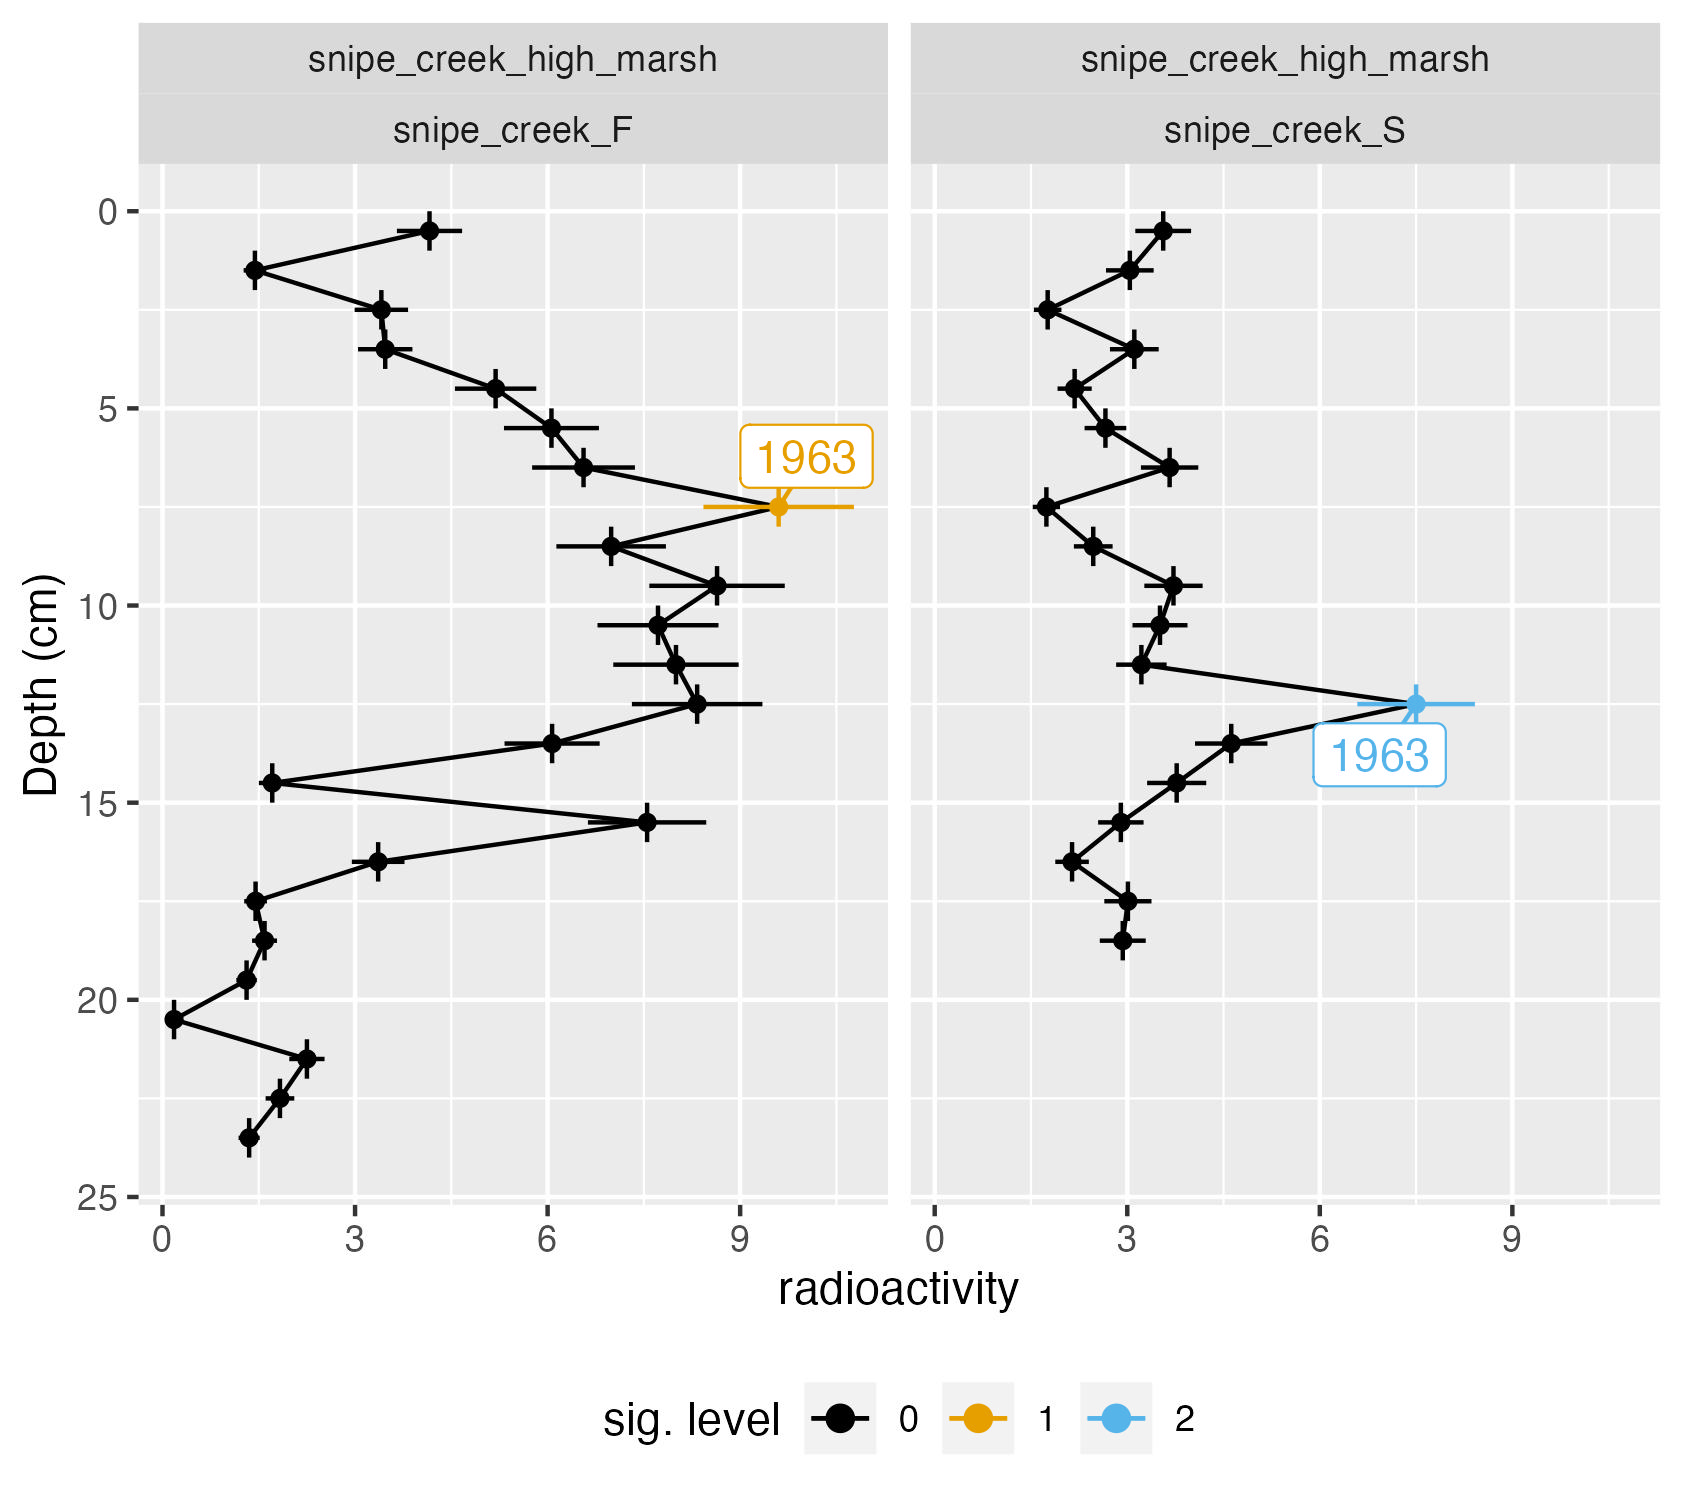 snipe_creek_high_marsh snipe_creek_high_marsh
snipe_creek_F snipe_creek_S
0
5
1963
10
1963
15
20
25
0 3 6 9 0 3 6 9
Depth (cm)
radioactivity
sig. level 0 1 2